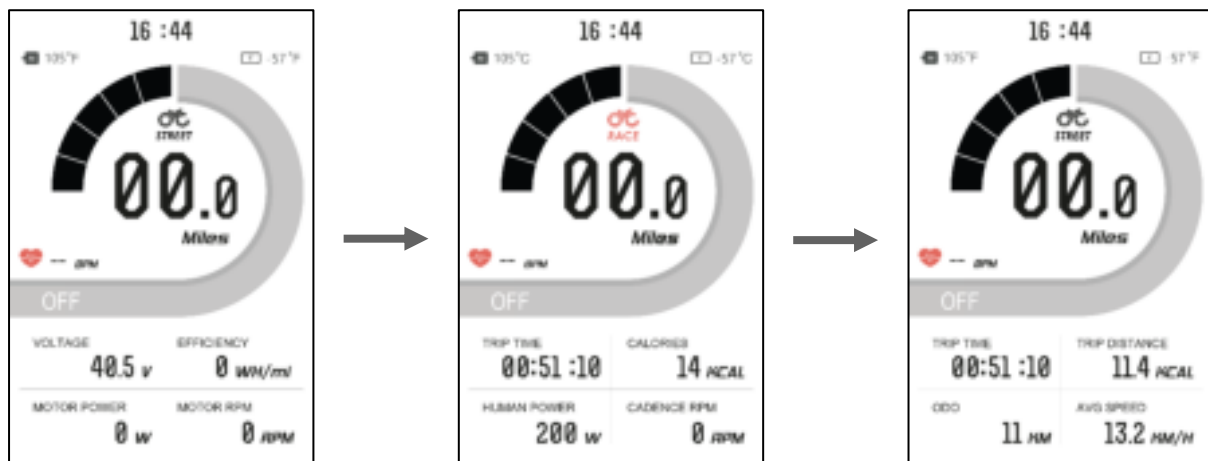 16 :44
105°F -57°F
STREET
00.0
Miles
-- BPM
OFF
VOLTAGE EFFICIENCY
40.5 V 0 WH/mi
MOTOR POWER MOTOR RPM
0 W 0 RPM
16 :44
105°C -57°C
RACE
00.0
Miles
-- BPM
OFF
TRIP TIME CALORIES
00:51 :10 14 KCAL
HUMAN POWER CADENCE RPM
200 W 0 RPM
16 :44
105°F -57°F
STREET
00.0
Miles
-- BPM
OFF
TRIP TIME TRIP DISTANCE
00:51 :10 11.4 KCAL
ODO AVG SPEED
11 KM 13.2 KM/H